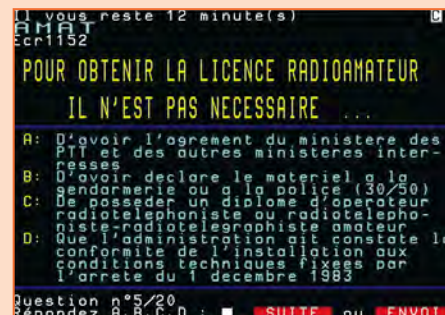 Il vous reste 12 minute(s) C
AMAT
Ecr1152
POUR OBTENIR LA LICENCE RADIOAMATEUR
IL N'EST PAS NECESSAIRE ...
A: D'avoir l'agrement du ministere des
PTT et des autres ministeres inter-
resses
B: D'avoir declare le materiel a la
gendarmerie ou a la police (30/50)
C: De posseder un diplome d'operateur
radiotelephoniste ou radiotelepho-
niste-radiotelegraphiste amateur
D: Que l'administration ait constate l
conformite de l'installation aux
conditions techniques fixees par
l'arrete du 1 decembre 1983
Question n°5/20
Répondez A,B,C,D : SUITE ou ENVOI